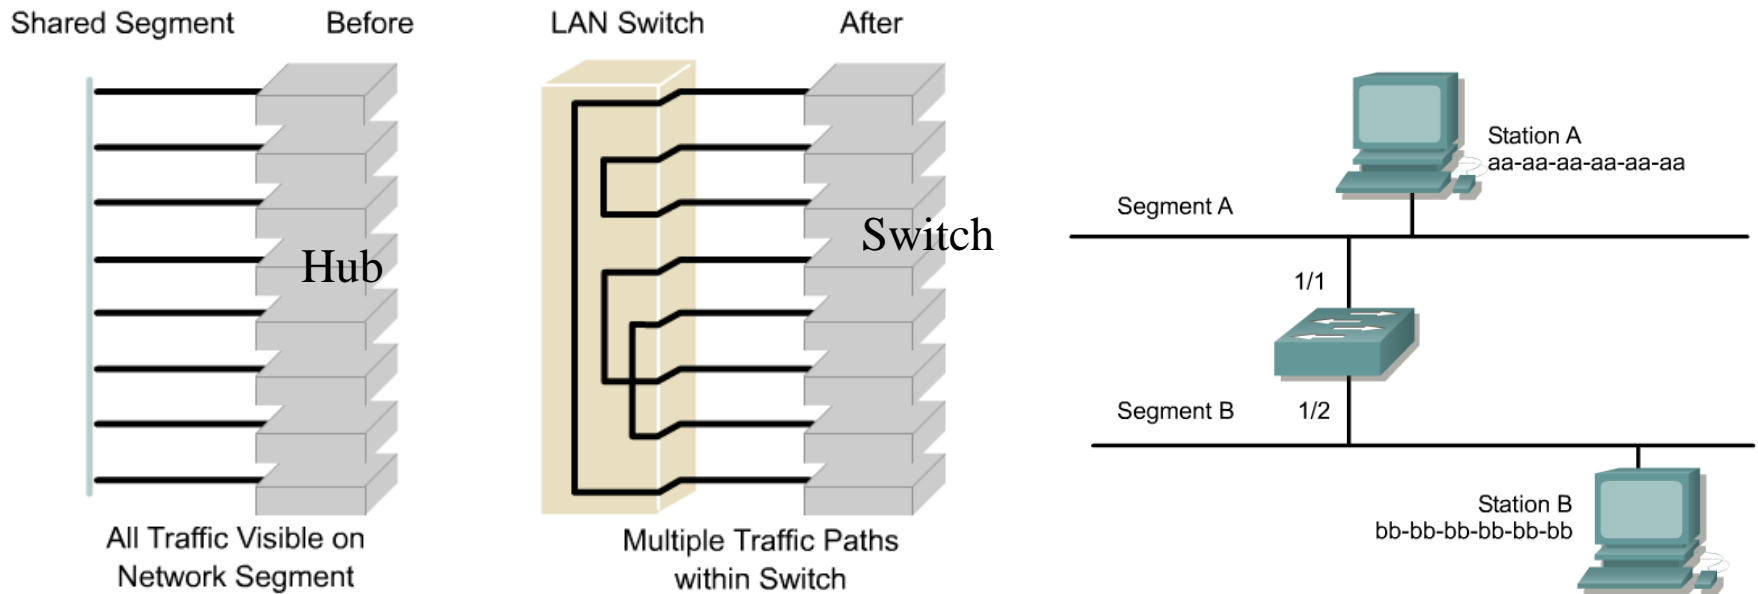 Shared Segment
Before
Hub
All Traffic Visible on
Network Segment
LAN Switch
After
Switch
Multiple Traffic Paths
within Switch
Station A
aa-aa-aa-aa-aa-aa
Segment A
1/1
Segment B
1/2
Station B
bb-bb-bb-bb-bb-bb